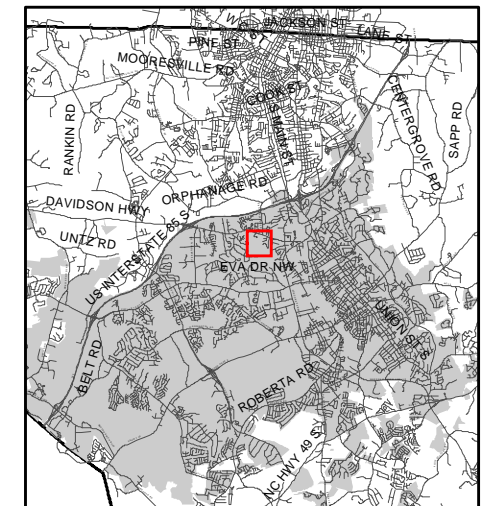 JACKSON ST
W
ST
LANE ST
PINE ST
MOORESVILLE RD
COOK ST
S MAIN ST
CENTERGROVE RD
SAPP RD
RANKIN RD
ORPHANAGE RD
DAVIDSON HWY
UNTZ RD
US INTERSTATE 85 S
EVA DR NW
UNION ST S
BELT RD
ROBERTA RD
NC HWY 49 S